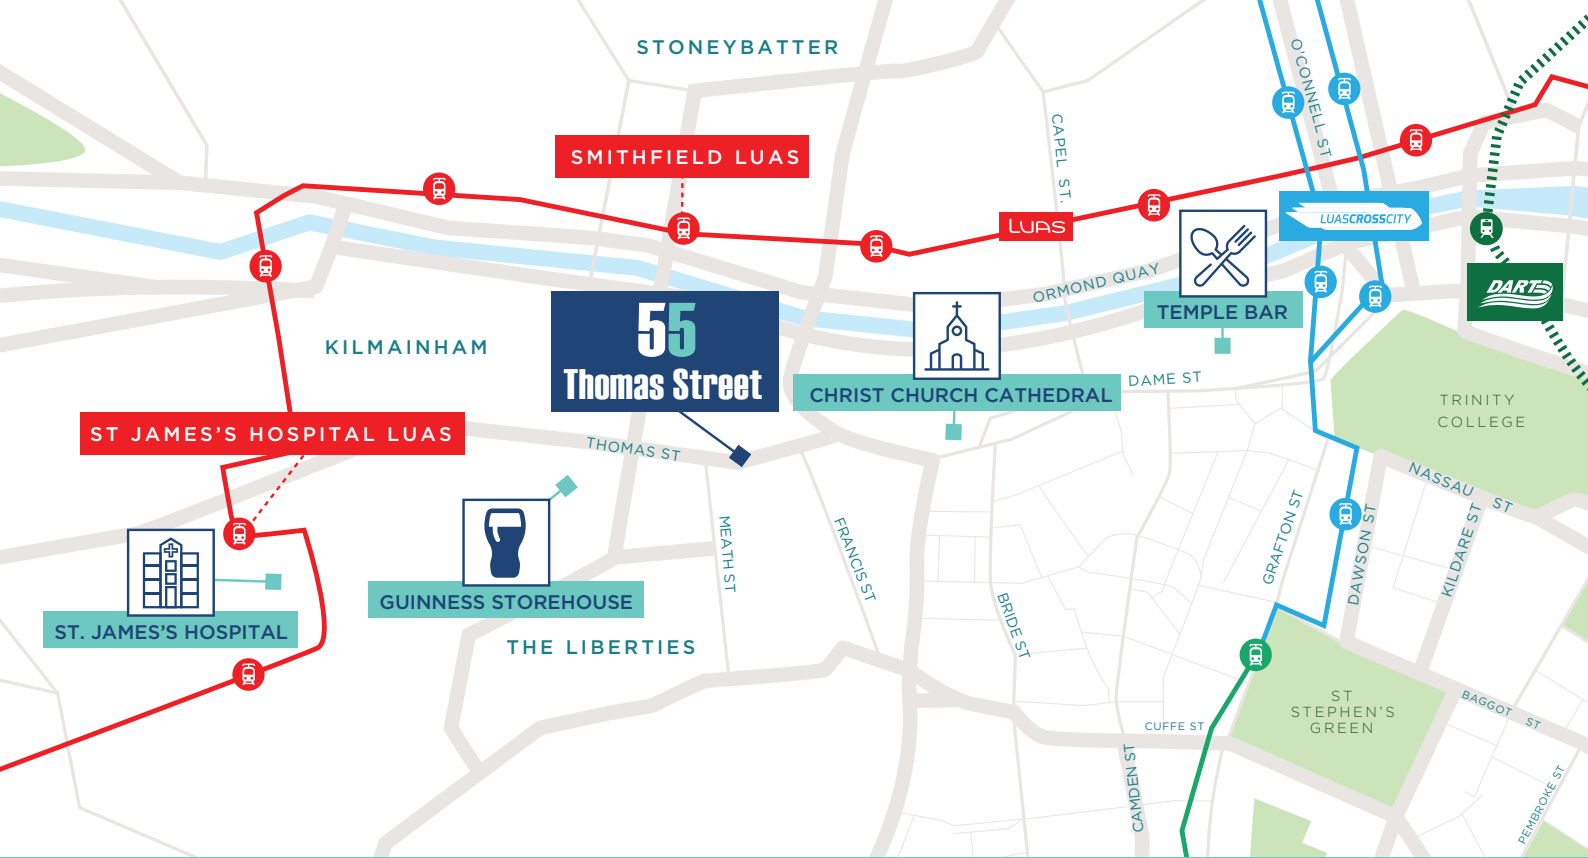 STONEYBATTER
O'CONNELL ST
CAPEL ST.
SMITHFIELD LUAS
LUAS
LUASCROSSCITY
ORMOND QUAY
DART
55
Thomas Street
TEMPLE BAR
KILMAINHAM
DAME ST
CHRIST CHURCH CATHEDRAL
TRINITY
COLLEGE
ST JAMES'S HOSPITAL LUAS
THOMAS ST
NASSAU ST
MEATH ST
FRANCIS ST
GRAFTON ST
DAWSON ST
KILDARE ST
GUINNESS STOREHOUSE
ST. JAMES'S HOSPITAL
BRIDE ST
THE LIBERTIES
ST
STEPHEN'S
GREEN
BAGGOT ST
CUFFE ST
CAMDEN ST
PEMBROKE ST